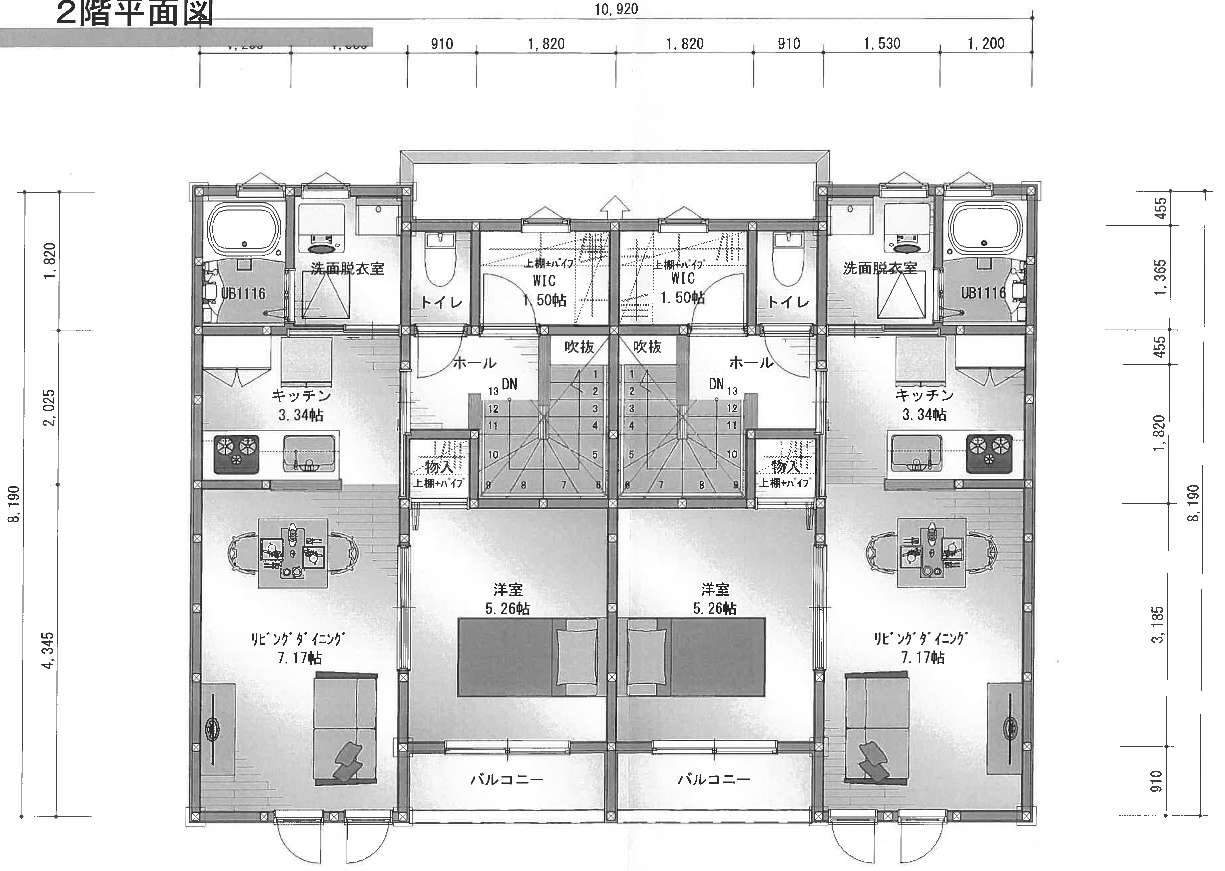 2階平面図
10,920
910
1,820
1,820
910
1,530
1,200
455
1,820
1,365
洗面脱衣室
UB1116
トイレ
上棚+パイプ
WIC
1.50帖
上棚+パイプ
WIC
1.50帖
トイレ
洗面脱衣室
UB1116
ホール
吹抜
吹抜
ホール
455
DN
13
12
11
10
9
8
7
6
5
4
3
2
1
DN
13
12
11
10
9
8
7
6
5
4
3
2
1
キッチン
3.34帖
キッチン
3.34帖
2,025
1,820
物入
上棚+パイプ
物入
上棚+パイプ
8,190
8,190
洋室
5.26帖
洋室
5.26帖
リビングダイニング
7.17帖
リビングダイニング
7.17帖
4,345
3,185
バルコニー
バルコニー
910